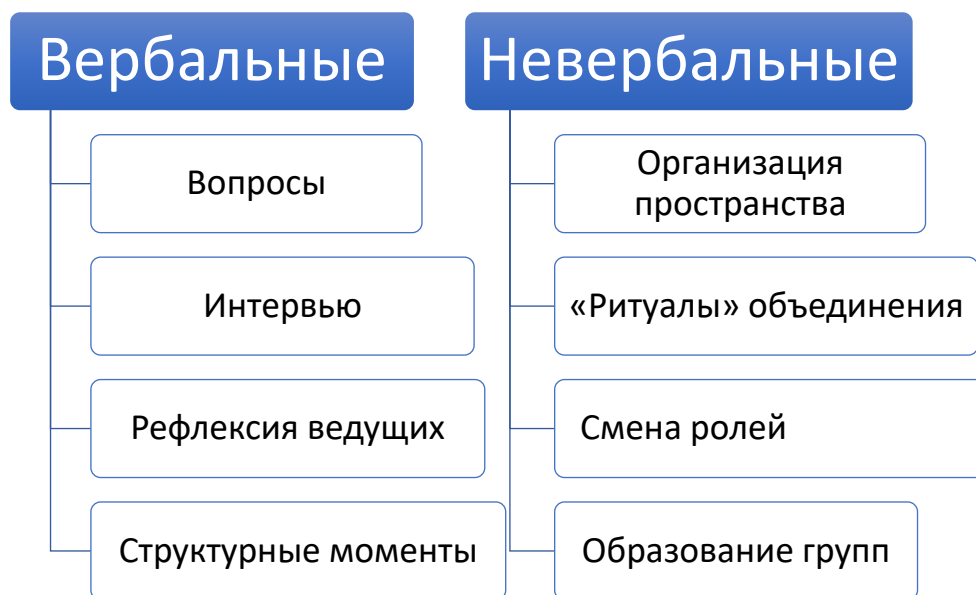 Вербальные
Вопросы
Интервью
Рефлексия ведущих
Структурные моменты
Невербальные
Организация
пространства
«Ритуалы» объединения
Смена ролей
Образование групп